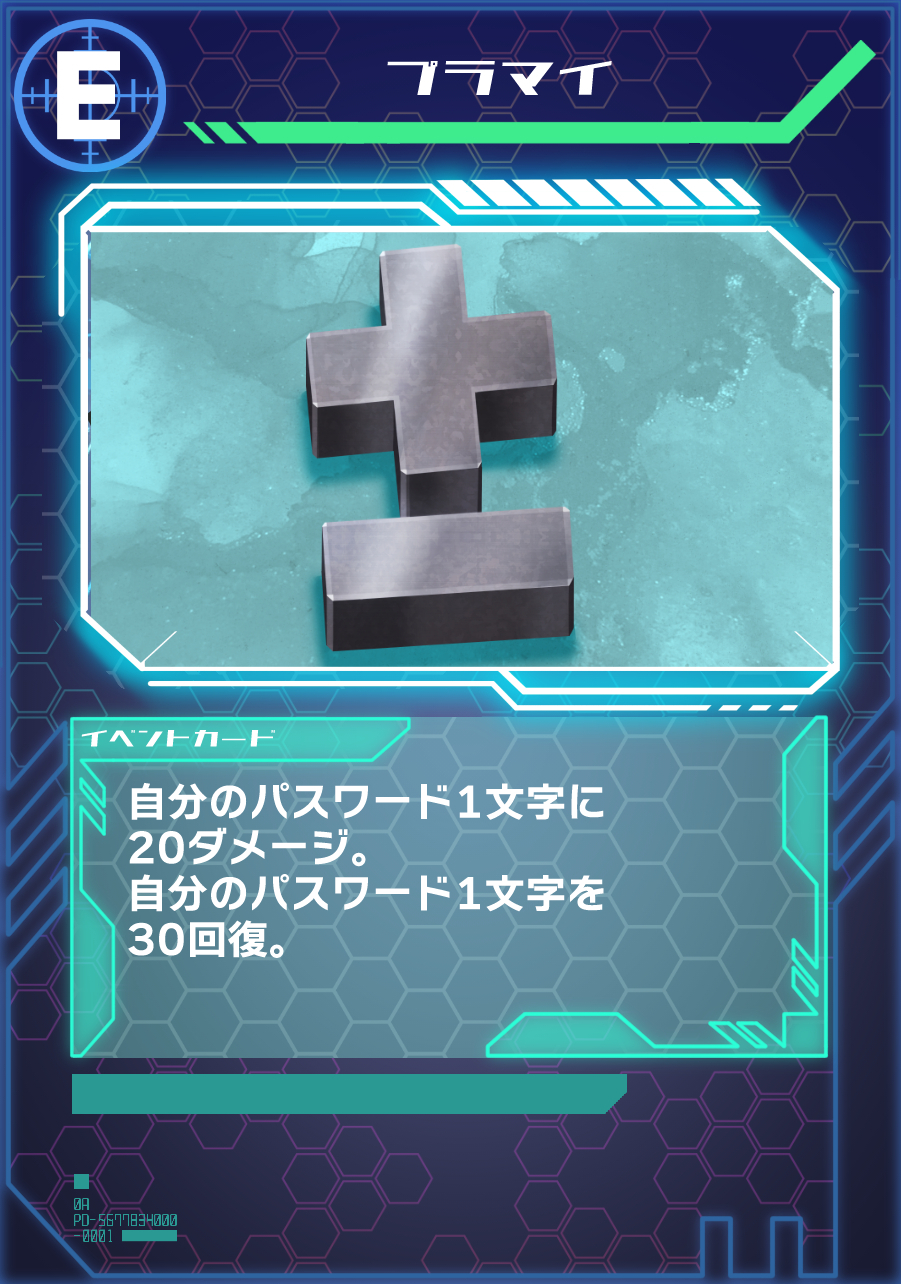 E
プラマイ
イベントカード
自分のパスワード1文字に
20ダメージ。
自分のパスワード1文字を
30回復。
0A
PD-5677834000
-0001